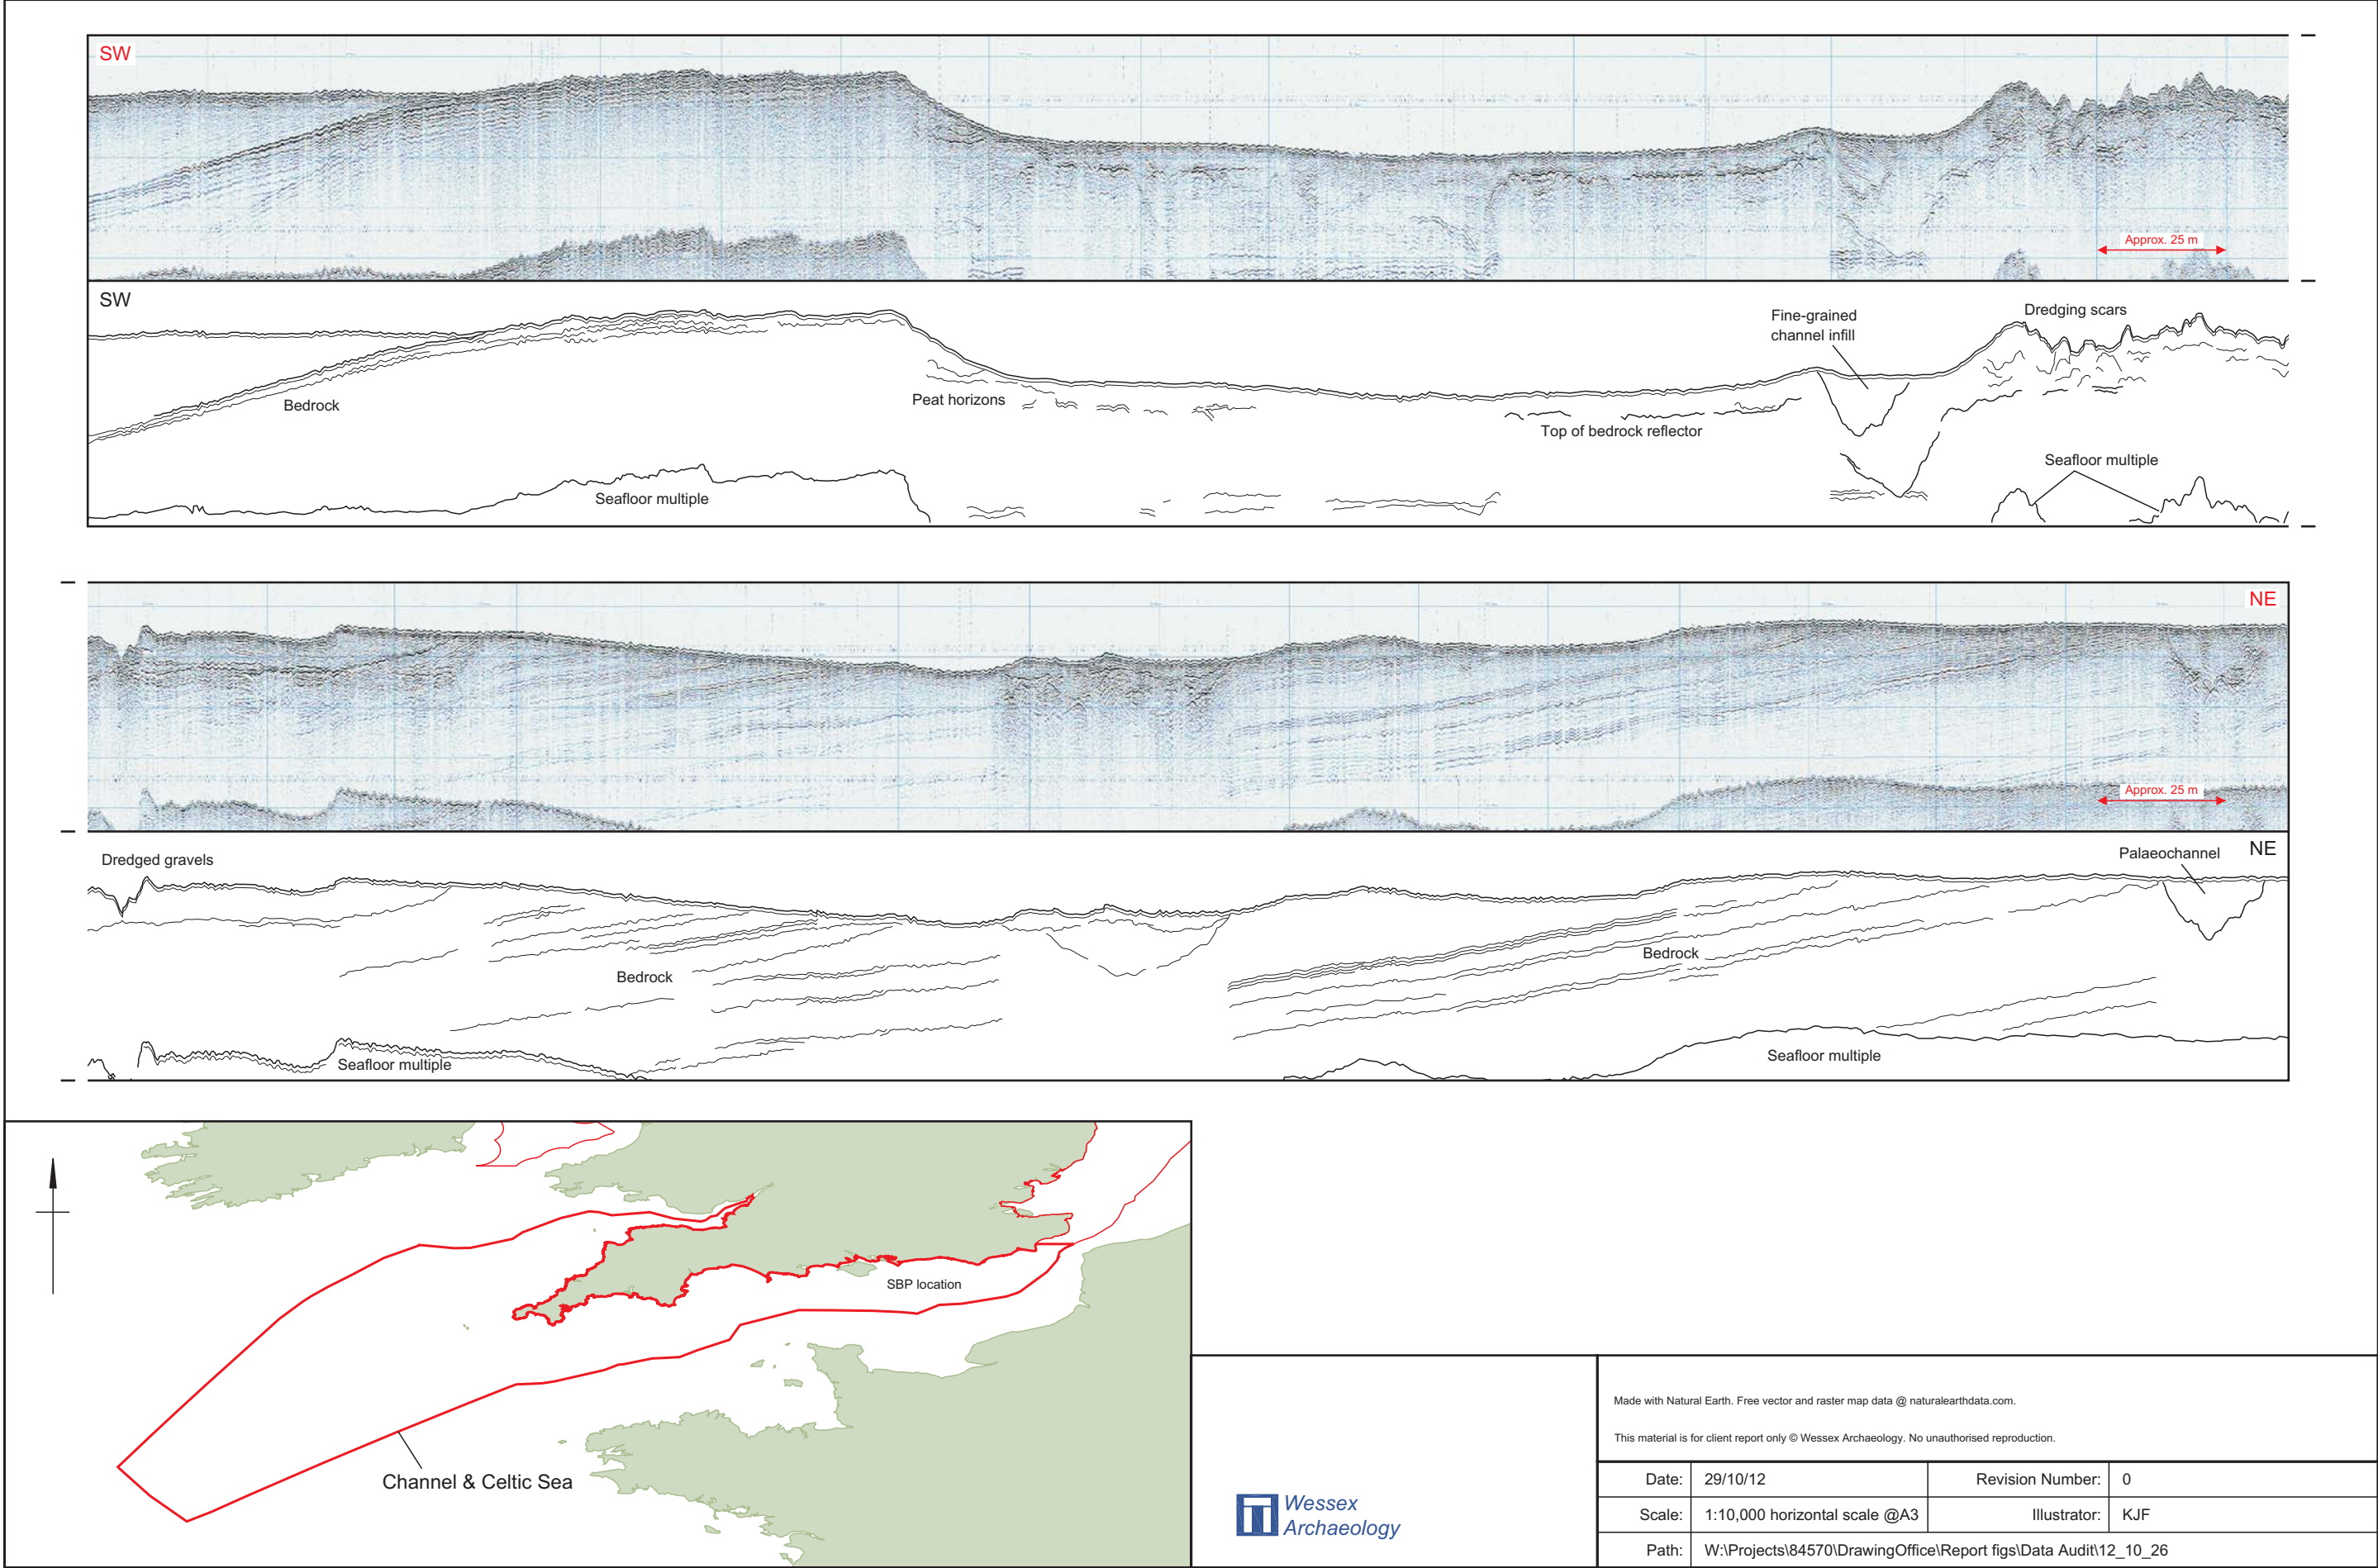 SW
Approx. 25 m
SW
Bedrock
Seafloor multiple
Peat horizons
Top of bedrock reflector
Fine-grained
channel infill
Dredging scars
Seafloor multiple
NE
Approx. 25 m
Dredged gravels
Palaeochannel
NE
Bedrock
Bedrock
Seafloor multiple
Seafloor multiple
SBP location
Channel & Celtic Sea
Wessex
Archaeology
Made with Natural Earth. Free vector and raster map data @ naturalearthdata.com.
This material is for client report only © Wessex Archaeology. No unauthorised reproduction.
Date: 29/10/12 Revision Number: 0
Scale: 1:10,000 horizontal scale @A3 Illustrator: KJF
Path: W:\Projects\84570\DrawingOffice\Report figs\Data Audit\12_10_26